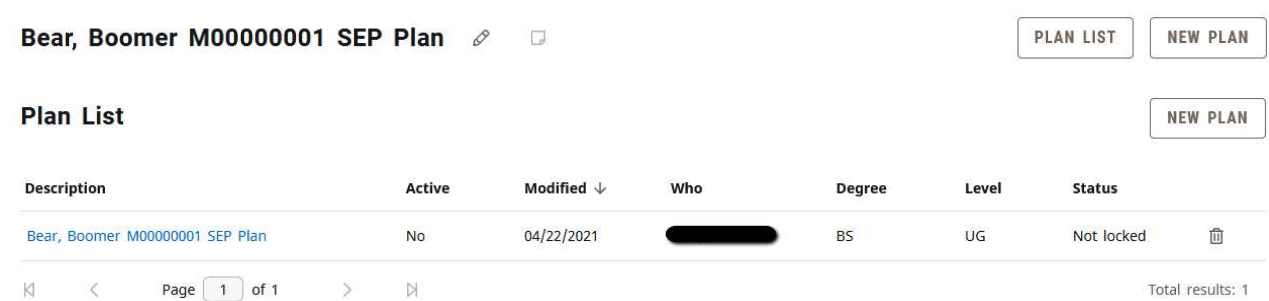 Bear, Boomer M00000001 SEP Plan PLAN LIST NEW PLAN
Plan List NEW PLAN
Description Active Modified Who Degree Level Status
Bear, Boomer M00000001 SEP Plan No 04/22/2021 BS UG Not locked
Page 1 of 1 Total results: 1